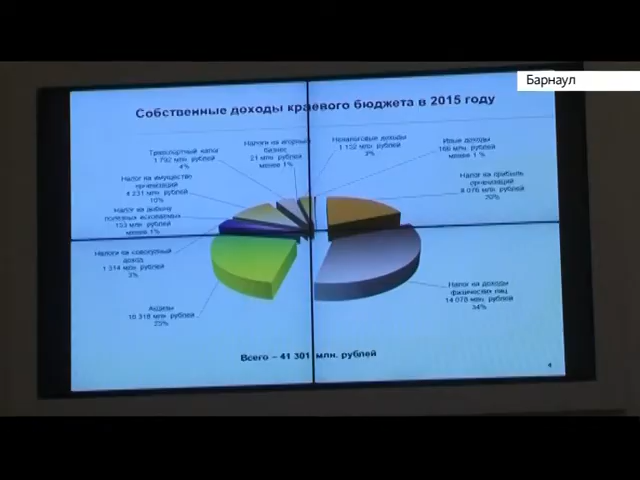 Барнаул
Собственные доходы краевого бюджета в 2015 году
Транспортный налог
1 792 млн. рублей
4%
Налоги на игорный
бизнес
21 млн. рублей
менее 1%
Неналоговые доходы
1 132 млн. рублей
3%
Иные доходы
млн. рублей
менее 1 %
Налог на имущество
организаций
4 231 млн. рублей
10%
Налог на прибыль
организаций
млн. рублей
20%
Налог на добычу
полезных ископаемых
млн. рублей
менее 1%
Налоги на совокупный
доход
1 314 млн. рублей
3%
Акцизы
10 318 млн. рублей
25%
Налог на доходы
физических лиц
14 078 млн. рублей
34%
Всего – 41 301 млн. рублей
4